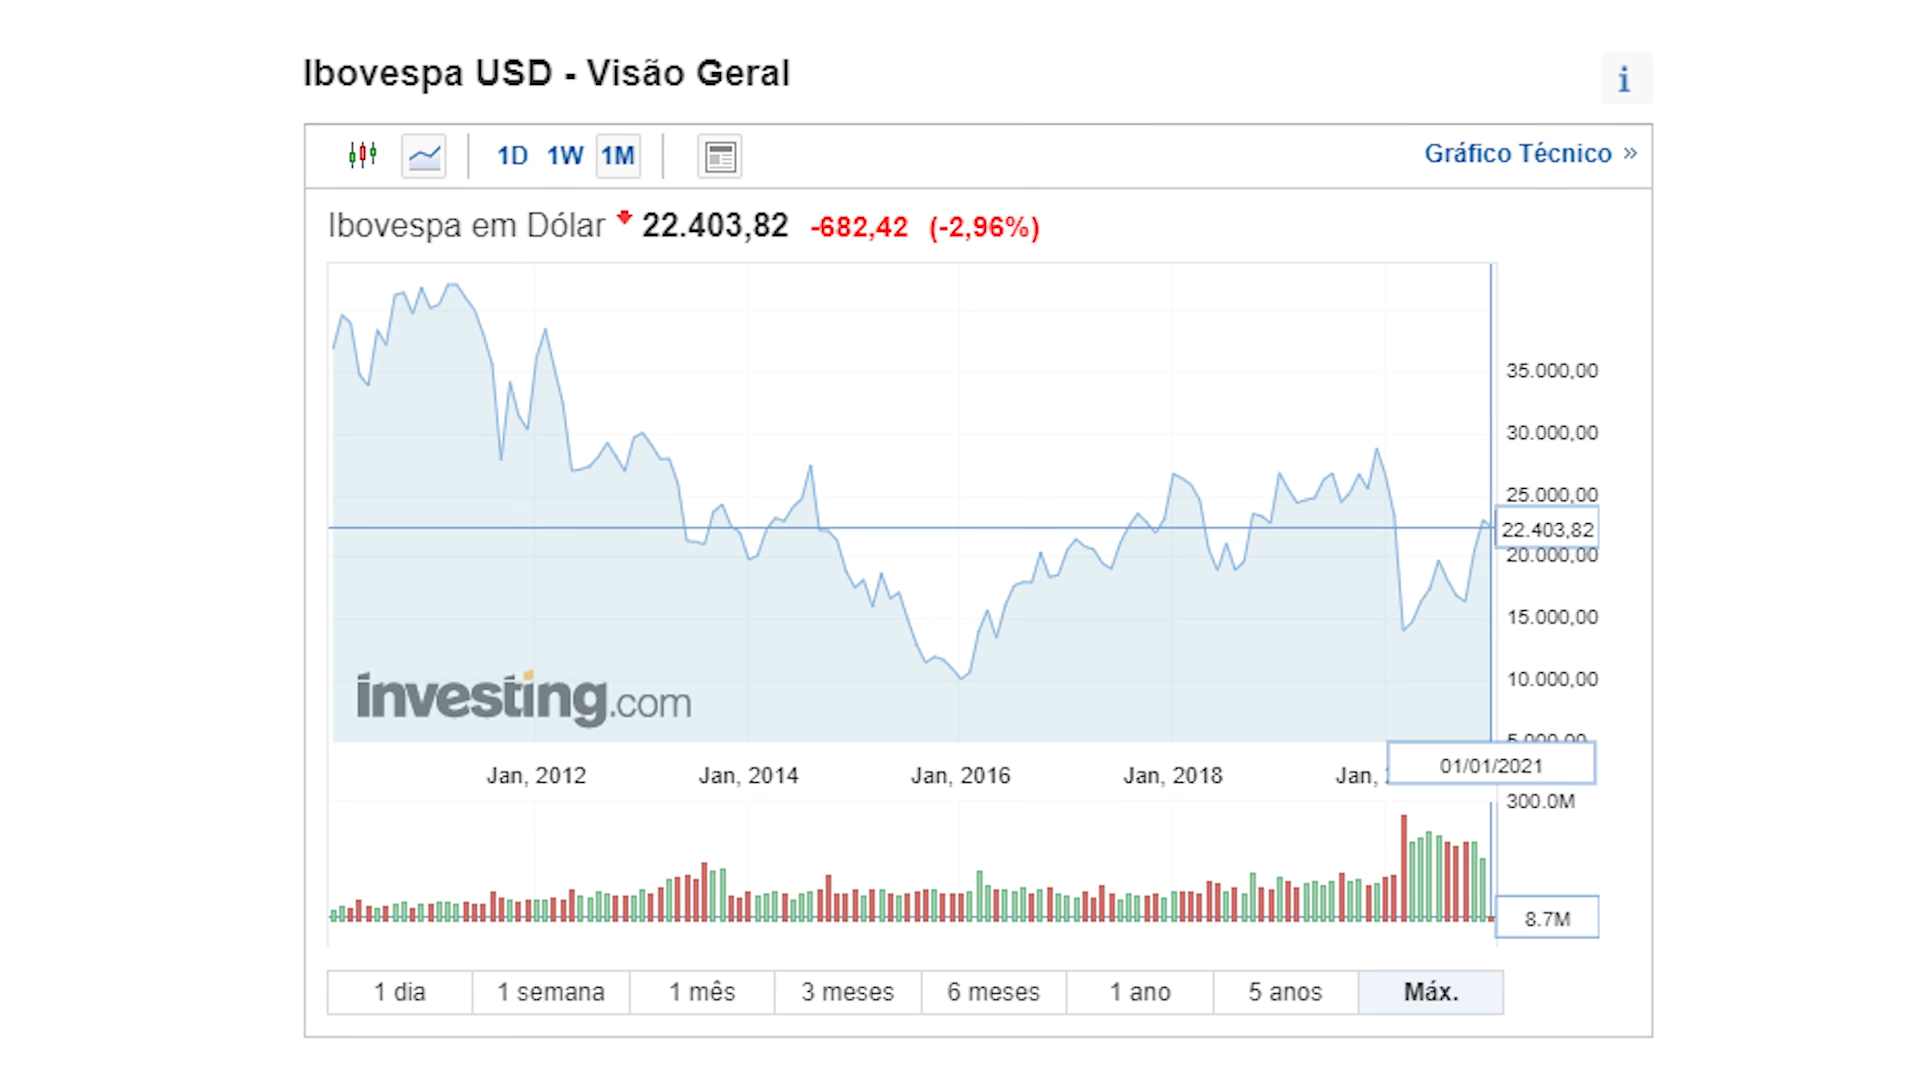 Ibovespa USD - Visão Geral
i
1D 1W 1M
Gráfico Técnico »
Ibovespa em Dólar 22.403,82 -682,42 (-2,96%)
35.000,00
30.000,00
25.000,00
22.403,82
20.000,00
15.000,00
10.000,00
5.000,00
investing.com
Jan, 2012 Jan, 2014 Jan, 2016 Jan, 2018 Jan,
01/01/2021
300.0M
8.7M
1 dia 1 semana 1 mês 3 meses 6 meses 1 ano 5 anos Máx.